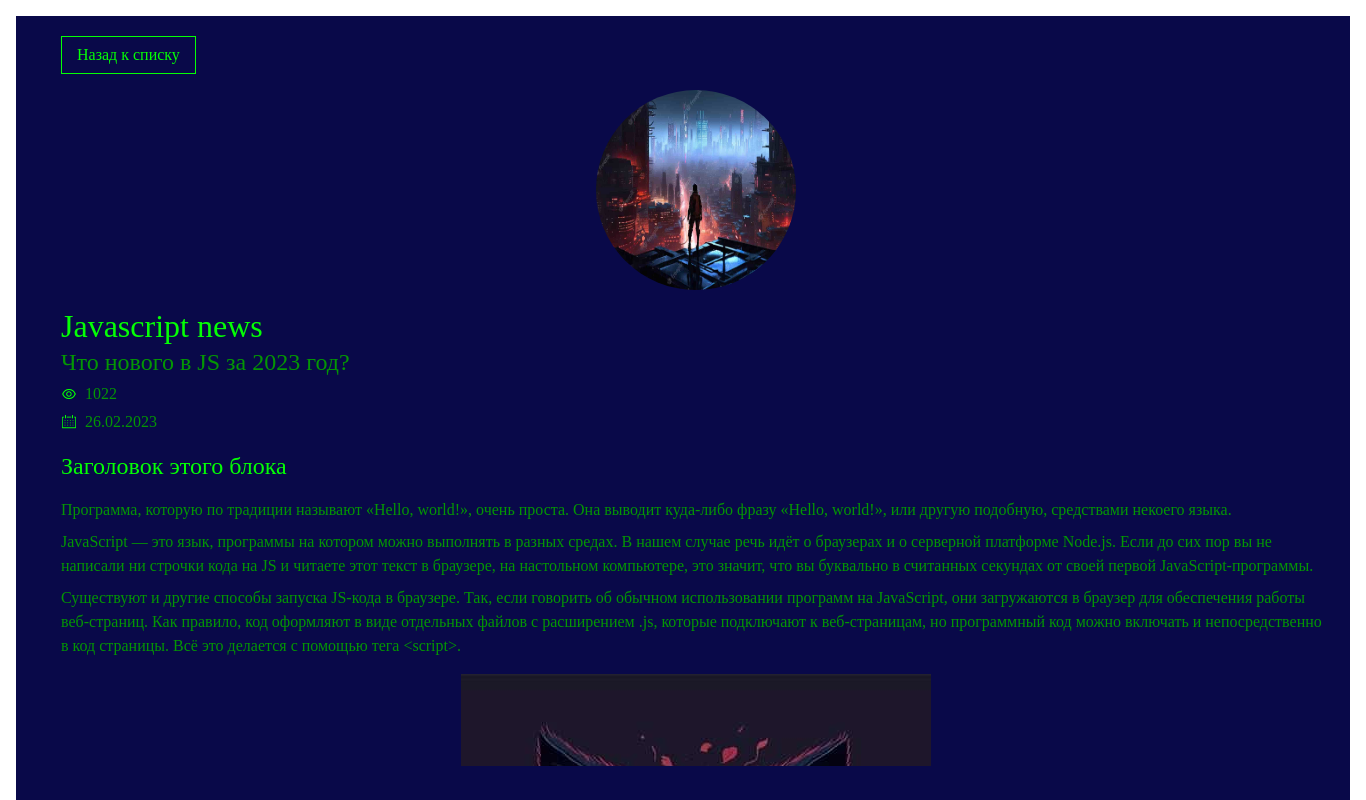 Назад к списку
Javascript news
Что нового в JS за 2023 год?
1022
26.02.2023
Заголовок этого блока
Программа, которую по традиции называют «Hello, world!», очень проста. Она выводит куда-либо фразу «Hello, world!», или другую подобную, средствами некоего языка.
JavaScript — это язык, программы на котором можно выполнять в разных средах. В нашем случае речь идёт о браузерах и о серверной платформе Node.js. Если до сих пор вы не
написали ни строчки кода на JS и читаете этот текст в браузере, на настольном компьютере, это значит, что вы буквально в считанных секундах от своей первой JavaScript-программы.
Существуют и другие способы запуска JS-кода в браузере. Так, если говорить об обычном использовании программ на JavaScript, они загружаются в браузер для обеспечения работы
веб-страниц. Как правило, код оформляют в виде отдельных файлов с расширением .js, которые подключают к веб-страницам, но программный код можно включать и непосредственно
в код страницы. Всё это делается с помощью тега <script>.